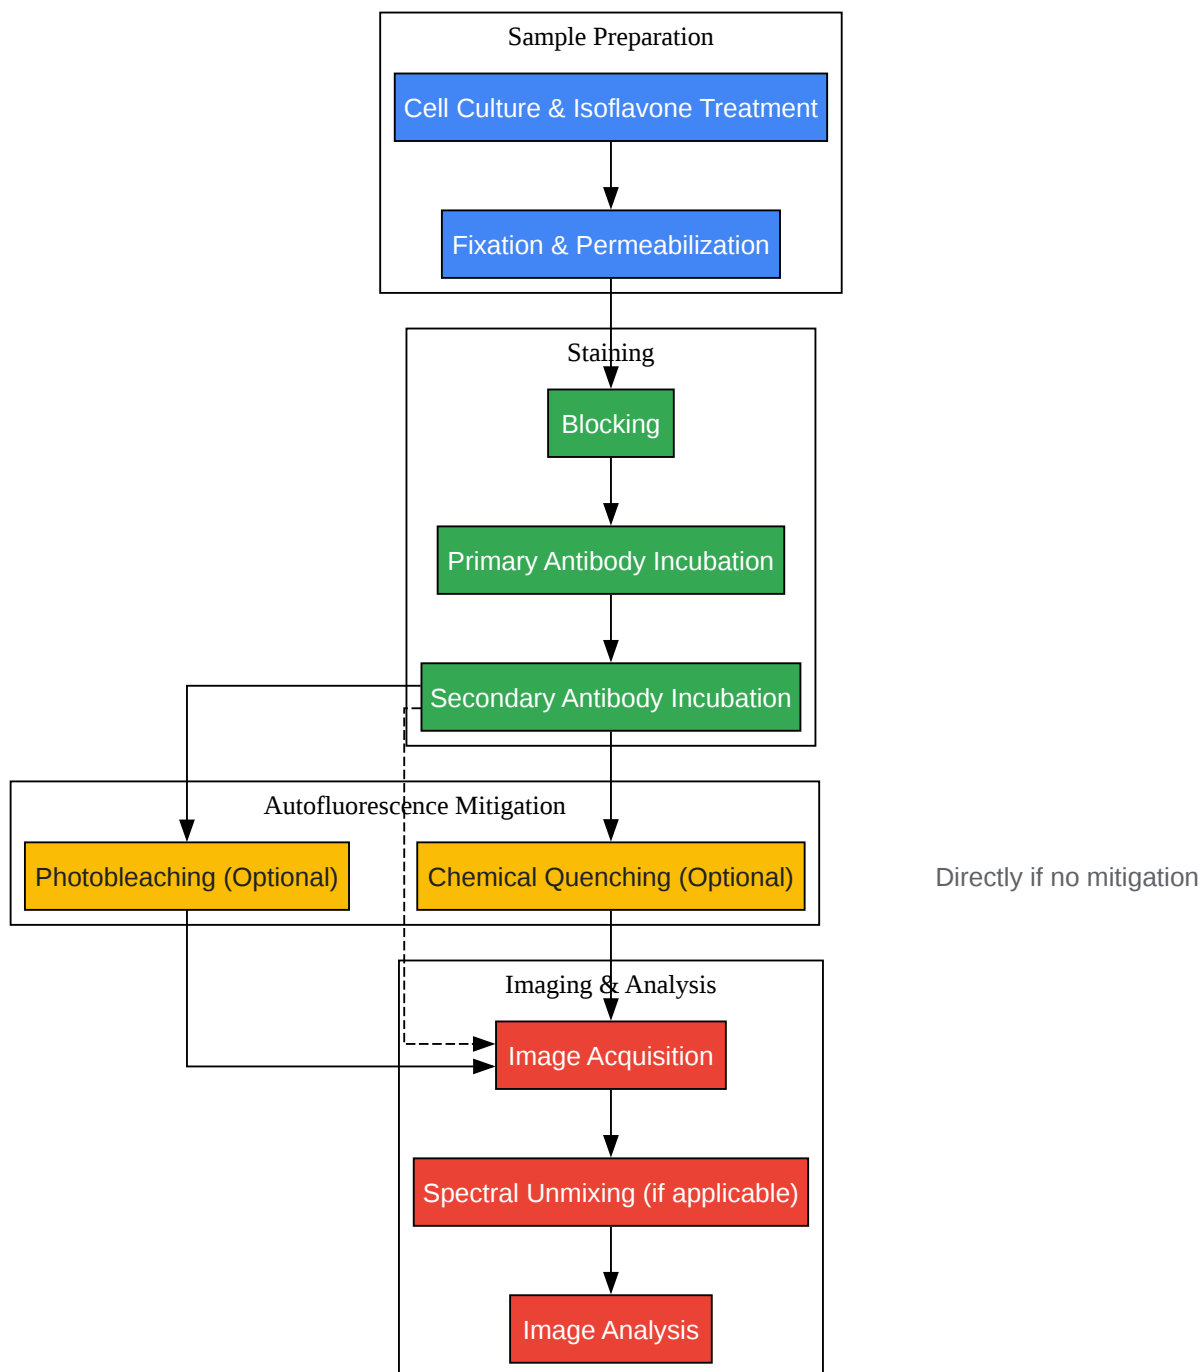 Sample Preparation
Cell Culture & Isoflavone Treatment
Fixation & Permeabilization
Staining
Blocking
Primary Antibody Incubation
Secondary Antibody Incubation
Autofluorescence Mitigation
Photobleaching (Optional)
Chemical Quenching (Optional)
Directly if no mitigation
Imaging & Analysis
Image Acquisition
Spectral Unmixing (if applicable)
Image Analysis